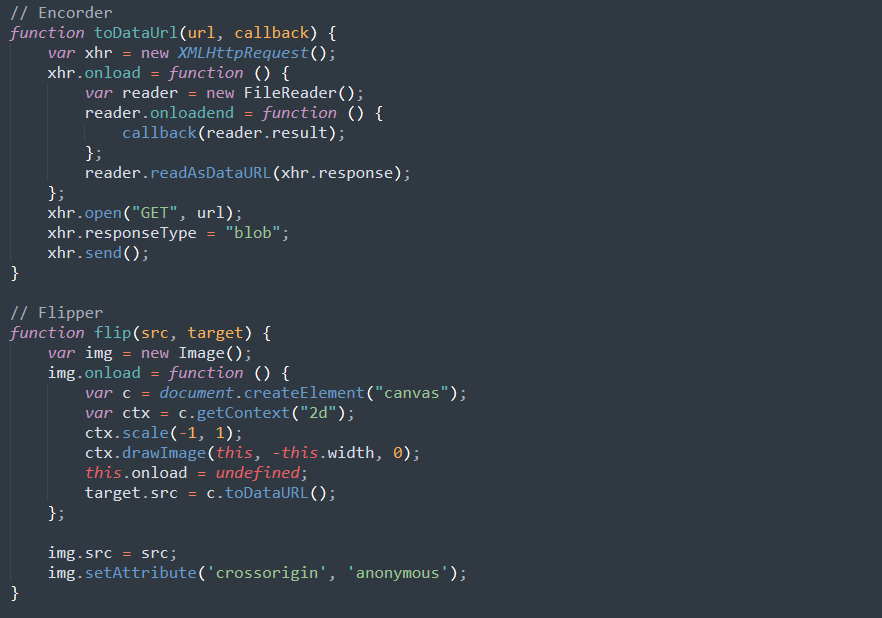 // Encorder
function toDataUrl(url, callback) {
    var xhr = new XMLHttpRequest();
    xhr.onload = function () {
        var reader = new FileReader();
        reader.onloadend = function () {
            callback(reader.result);
        };
        reader.readAsDataURL(xhr.response);
    };
    xhr.open("GET", url);
    xhr.responseType = "blob";
    xhr.send();
}

// Flipper
function flip(src, target) {
    var img = new Image();
    img.onload = function () {
        var c = document.createElement("canvas");
        var ctx = c.getContext("2d");
        ctx.scale(-1, 1);
        ctx.drawImage(this, -this.width, 0);
        this.onload = undefined;
        target.src = c.toDataURL();
    };

    img.src = src;
    img.setAttribute('crossorigin', 'anonymous');
}